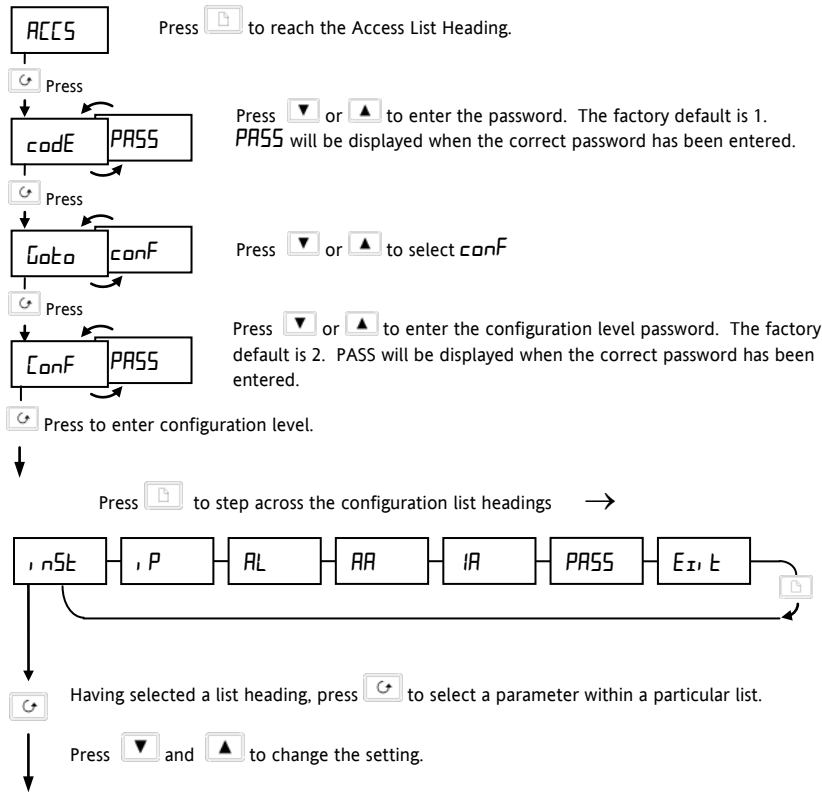 ACCS
Press to reach the Access List Heading.
Press
codE
PASS
Press or to enter the password. The factory default is 1.
PASS will be displayed when the correct password has been entered.
Press
Goto
conF
Press or to select conF
Press
ConF
PASS
Press or to enter the configuration level password. The factory
default is 2. PASS will be displayed when the correct password has been
entered.
Press to enter configuration level.
Press to step across the configuration list headings
inSt
iP
AL
AA
1A
PASS
Exit
Having selected a list heading, press to select a parameter within a particular list.
Press and to change the setting.